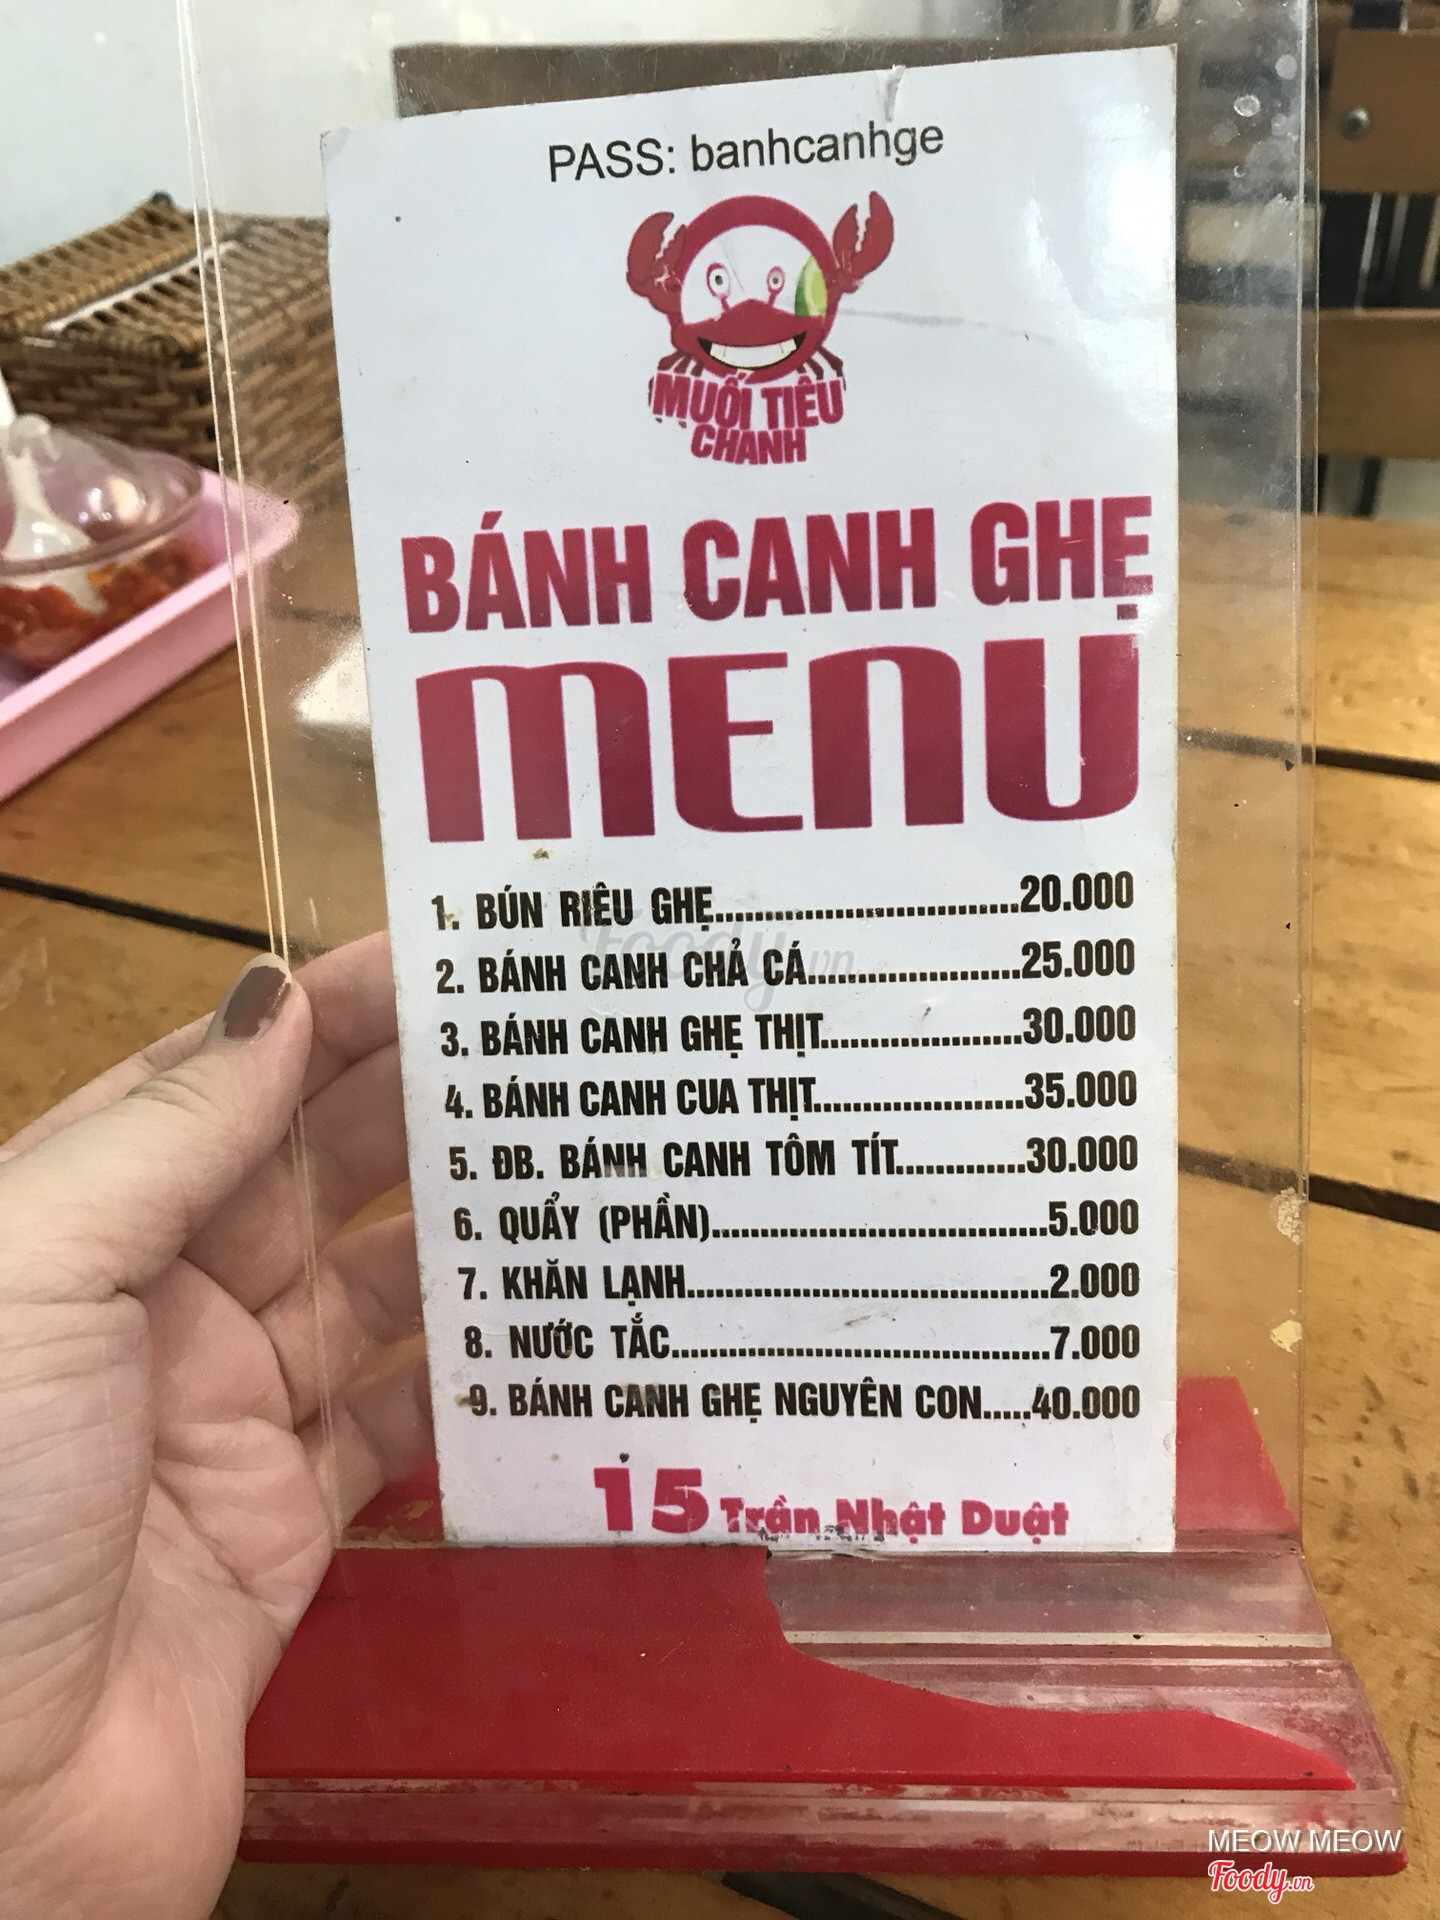 PASS: banhcanhge
MUỐI TIÊU
CHANH
BÁNH CANH GHẸ
MENU
1. BÚN RIÊU GHẸ................................20.000
2. BÁNH CANH CHẢ CÁ.......................25.000
3. BÁNH CANH GHẸ THỊT.....................30.000
4. BÁNH CANH CUA THỊT......................35.000
5. ĐB. BÁNH CANH TÔM TÍT.............30.000
6. QUẨY (PHẦN)...................................5.000
7. KHĂN LẠNH......................................2.000
8. NƯỚC TẮC........................................7.000
9. BÁNH CANH GHẸ NGUYÊN CON.....40.000
15 Trần Nhật Duật
Foody.vn
MEOW MEOW
Foody.vn